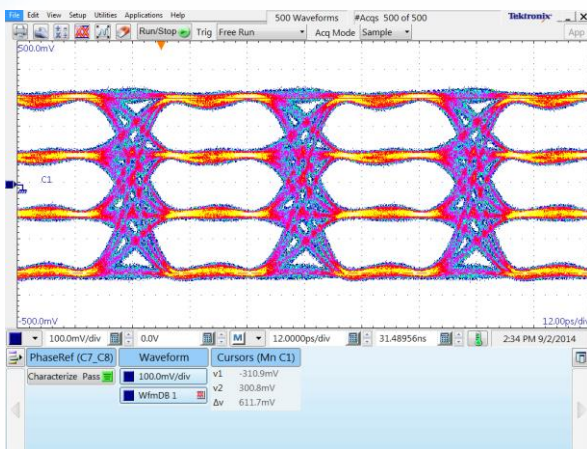 File Edit View Setup Utilities Applications Help 500 Waveforms #Acqs 500 of 500 Tektronix
Run/Stop Trig Free Run Acq Mode Sample App
500.0mV
C1
-500.0mV 12.00ps/div
100.0mV/div 0.0V M 12.0000ps/div 31.48956ns 2:34 PM 9/2/2014
PhaseRef (C7_C8) Waveform Cursors (Mn C1)
Characterize Pass 100.0mV/div v1 -310.9mV
v2 300.8mV
WfmDB 1 Δv 611.7mV